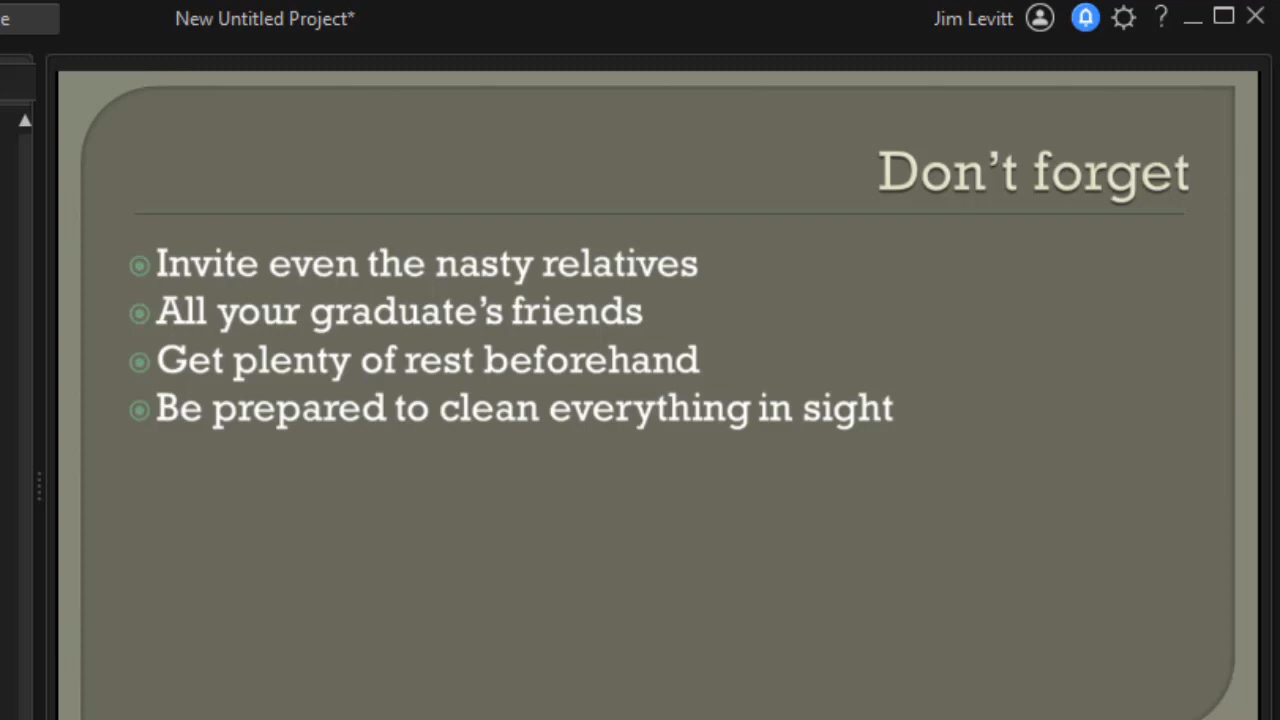 e
New Untitled Project*
Jim Levitt
?
Don’t forget
Invite even the nasty relatives
All your graduate’s friends
Get plenty of rest beforehand
Be prepared to clean everything in sight